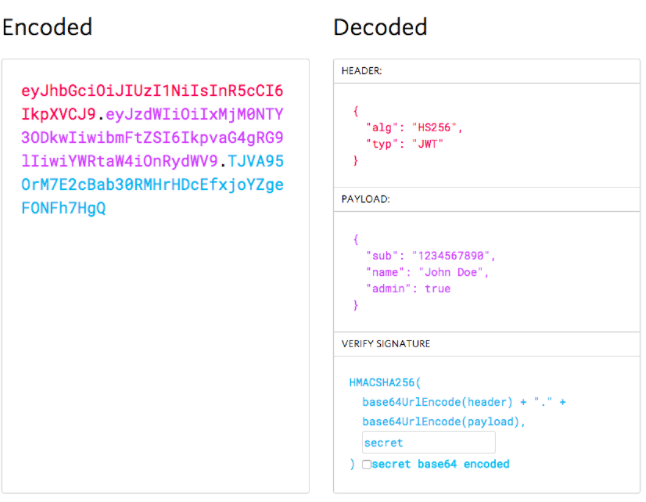 Encoded
eyJhbGciOiJIUzI1NiIsInR5cCI6
IkpXVCJ9.eyJzdWIiOiIxMjM0NTY
3ODkwIiwibmFtZSI6IkpvaG4gRG9
lIiwiYWRtaW4iOnRydWV9.TJVA95
OrM7E2cBab30RMHrHDcEfxjoYZge
FONFh7HgQ
Decoded
HEADER:
{
"alg": "HS256",
"typ": "JWT"
}
PAYLOAD:
{
"sub": "1234567890",
"name": "John Doe",
"admin": true
}
VERIFY SIGNATURE
HMACSHA256(
base64UrlEncode(header) + "." +
base64UrlEncode(payload),
secret
) secret base64 encoded